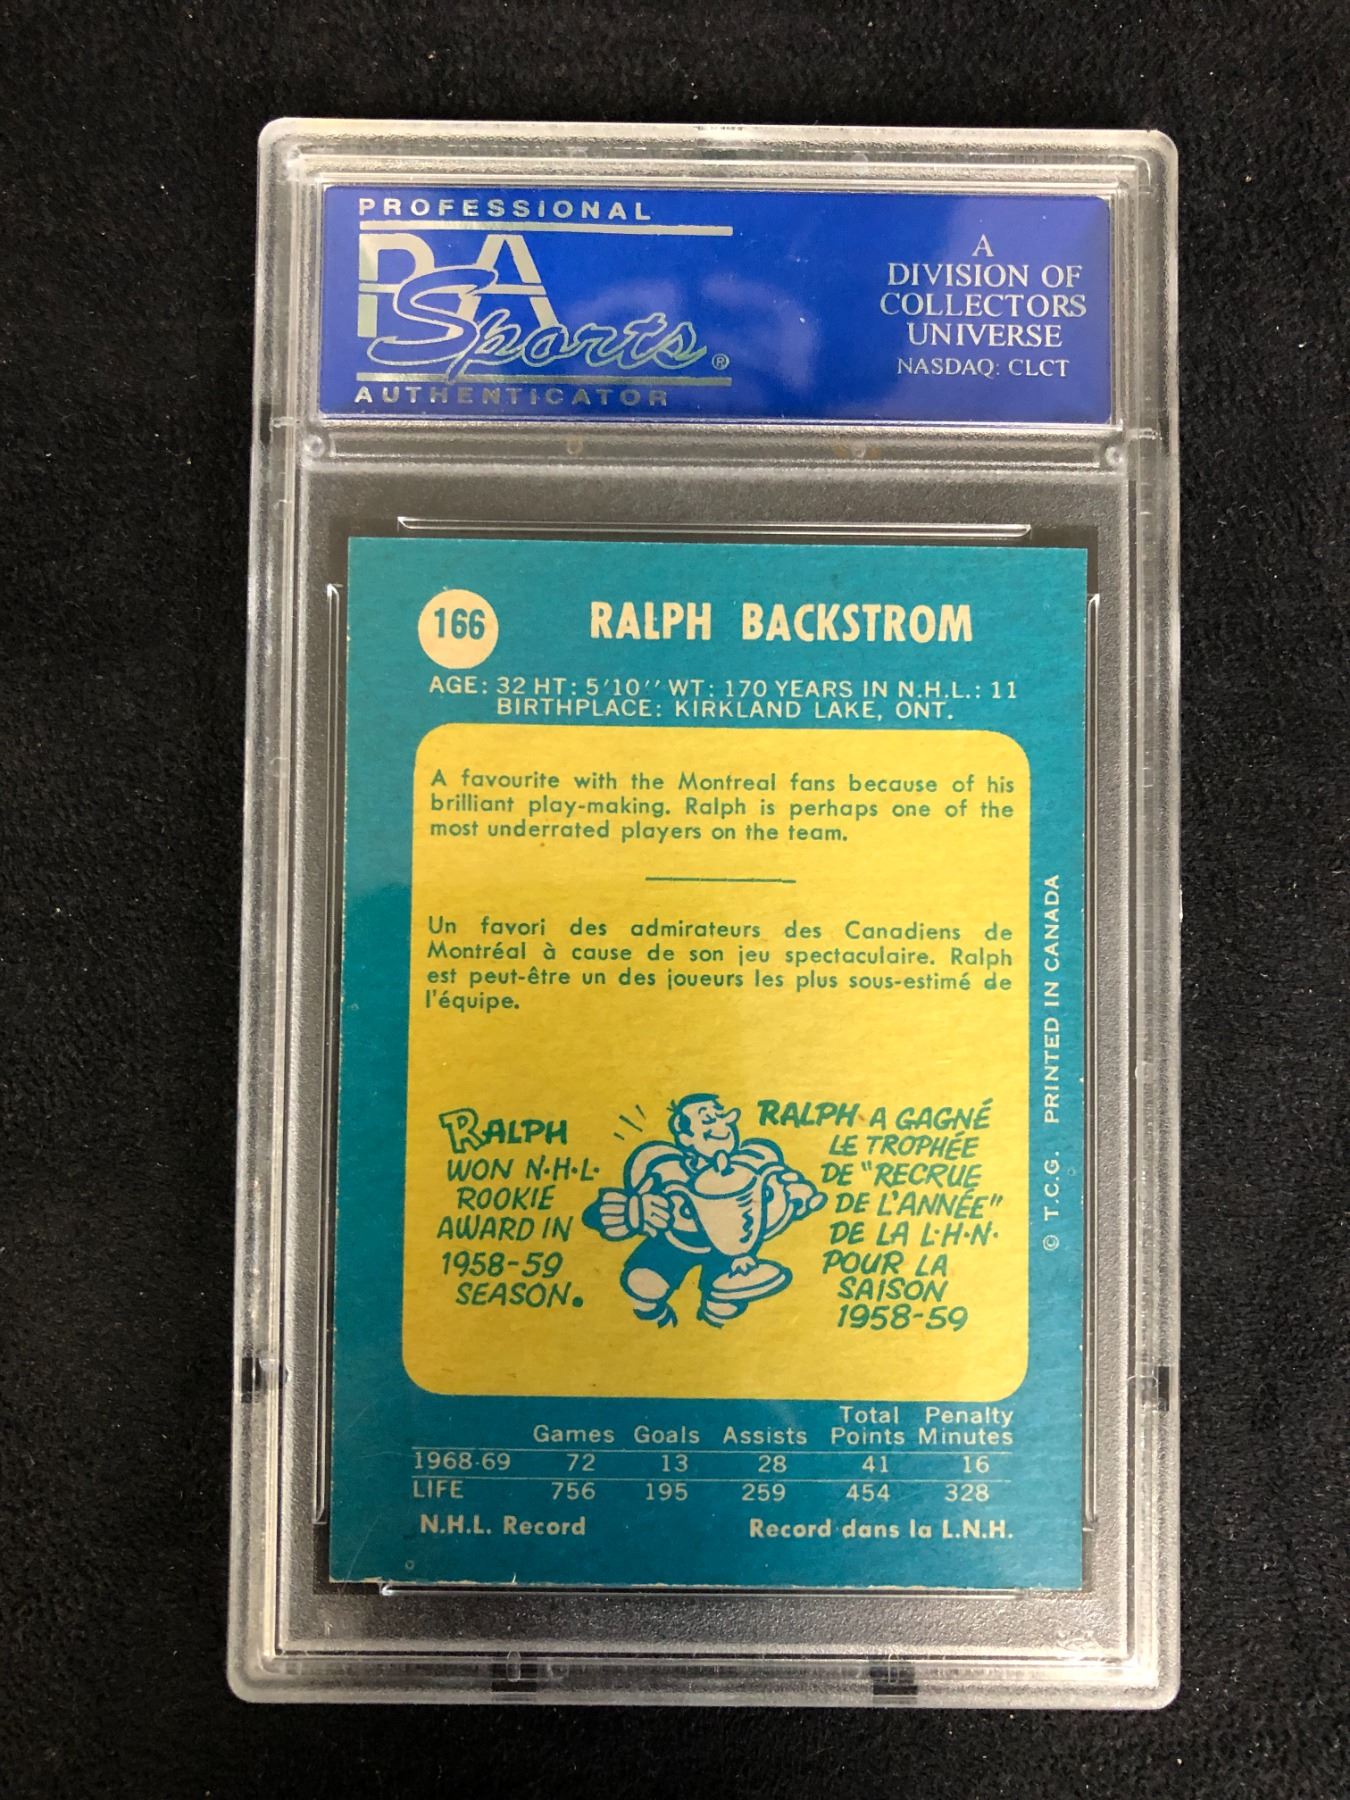 PROFESSIONAL
PSA
Sports®
AUTHENTICATOR
A
DIVISION OF
COLLECTORS
UNIVERSE
NASDAQ: CLCT
166
RALPH BACKSTROM
AGE: 32 HT: 5'10'' WT: 170 YEARS IN N.H.L.: 11
BIRTHPLACE: KIRKLAND LAKE, ONT.
A favourite with the Montreal fans because of his
brilliant play-making. Ralph is perhaps one of the
most underrated players on the team.
Un favori des admirateurs des Canadiens de
Montréal à cause de son jeu spectaculaire. Ralph
est peut-être un des joueurs les plus sous-estimé de
l'équipe.
RALPH
WON N·H·L·
ROOKIE
AWARD IN
1958-59
SEASON.
RALPH A GAGNÉ
LE TROPHÉE
DE "RECRUE
DE L'ANNÉE"
DE LA L·H·N·
POUR LA
SAISON
1958-59
© T.C.G. PRINTED IN CANADA
Total Penalty
Games Goals Assists Points Minutes
1968-69 72 13 28 41 16
LIFE 756 195 259 454 328
N.H.L. Record Record dans la L.N.H.